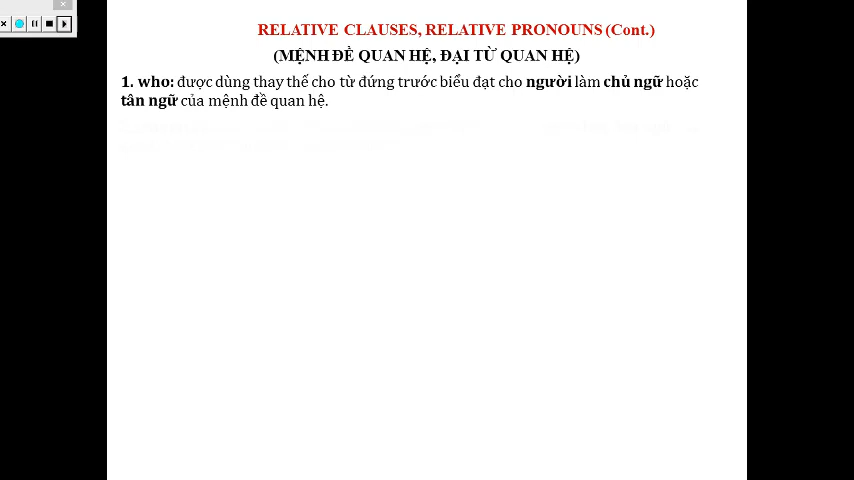 RELATIVE CLAUSES, RELATIVE PRONOUNS (Cont.)
(MỆNH ĐỀ QUAN HỆ, ĐẠI TỪ QUAN HỆ)
1. who: được dùng thay thế cho từ đứng trước biểu đạt cho người làm chủ ngữ hoặc
tân ngữ của mệnh đề quan hệ.